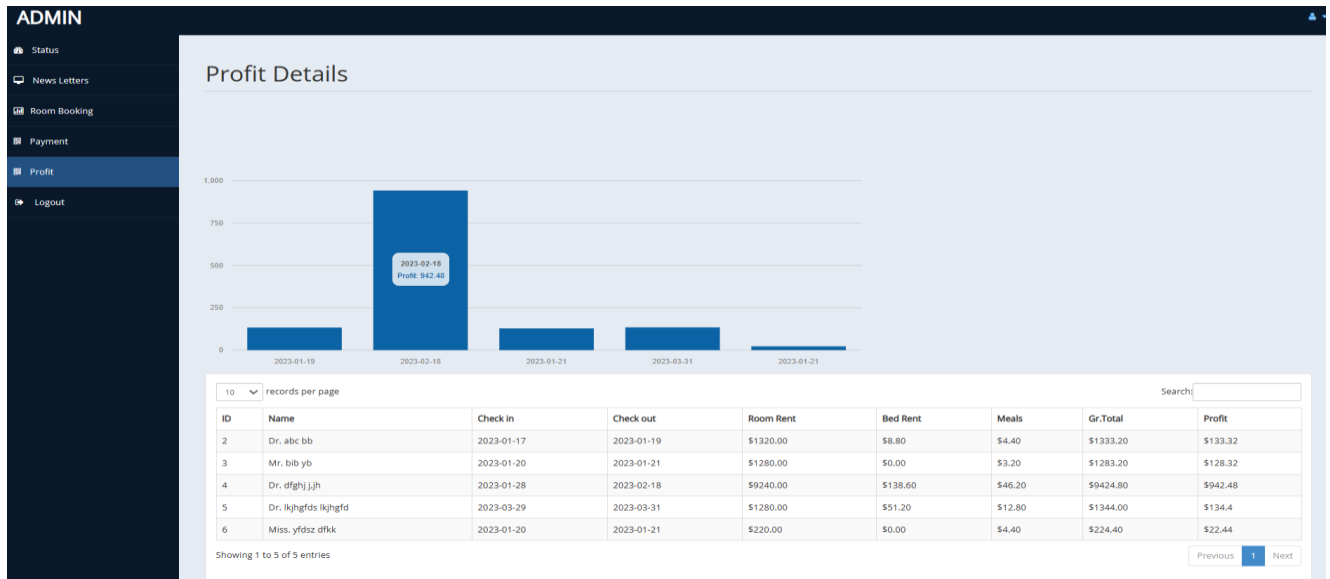 ADMIN
Status
News Letters
Room Booking
Payment
Profit
Logout
Profit Details
1,000
750
500
250
0
2023-02-18
Profit: 942.48
2023-01-19 2023-02-18 2023-01-21 2023-03-31 2023-01-21
10 records per page Search:
ID Name Check in Check out Room Rent Bed Rent Meals Gr.Total Profit
2 Dr. abc bb 2023-01-17 2023-01-19 $1320.00 $8.80 $4.40 $1333.20 $133.32
3 Mr. bib yb 2023-01-20 2023-01-21 $1280.00 $0.00 $3.20 $1283.20 $128.32
4 Dr. dfghj j,jh 2023-01-28 2023-02-18 $9240.00 $138.60 $46.20 $9424.80 $942.48
5 Dr. lkjhgfds lkjhgfd 2023-03-29 2023-03-31 $1280.00 $51.20 $12.80 $1344.00 $134.4
6 Miss. yfdsz dfkk 2023-01-20 2023-01-21 $220.00 $0.00 $4.40 $224.40 $22.44
Showing 1 to 5 of 5 entries Previous 1 Next